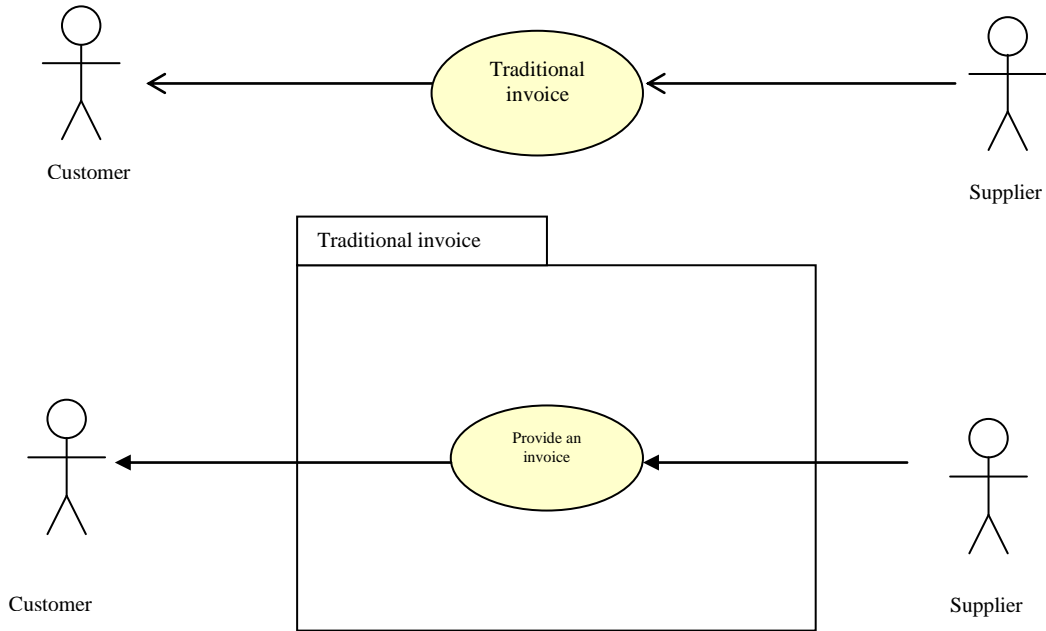 Traditional
invoice
Customer
Supplier
Traditional invoice
Provide an
invoice
Customer
Supplier